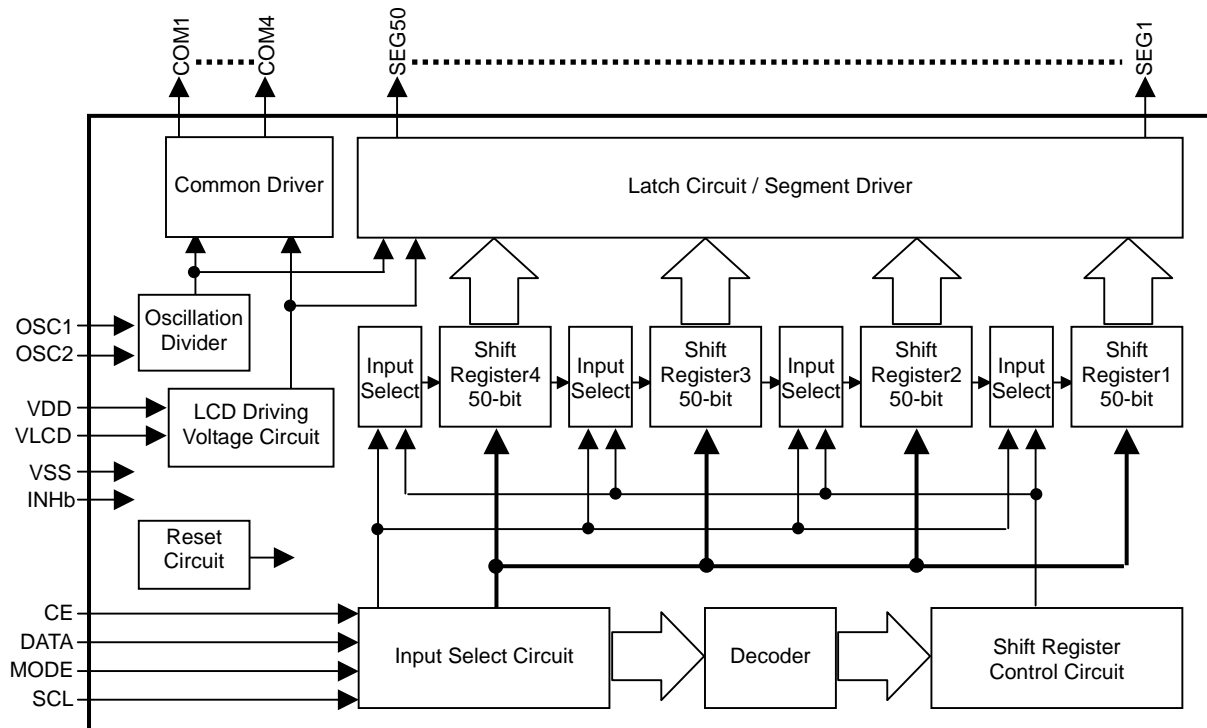 COM1
COM4
SEG50
SEG1
Common Driver
Latch Circuit / Segment Driver
OSC1
OSC2
Oscillation
Divider
Input
Select
Shift
Register4
50-bit
Input
Select
Shift
Register3
50-bit
Input
Select
Shift
Register2
50-bit
Input
Select
Shift
Register1
50-bit
VDD
VLCD
LCD Driving
Voltage Circuit
VSS
INHb
Reset
Circuit
CE
DATA
MODE
SCL
Input Select Circuit
Decoder
Shift Register
Control Circuit